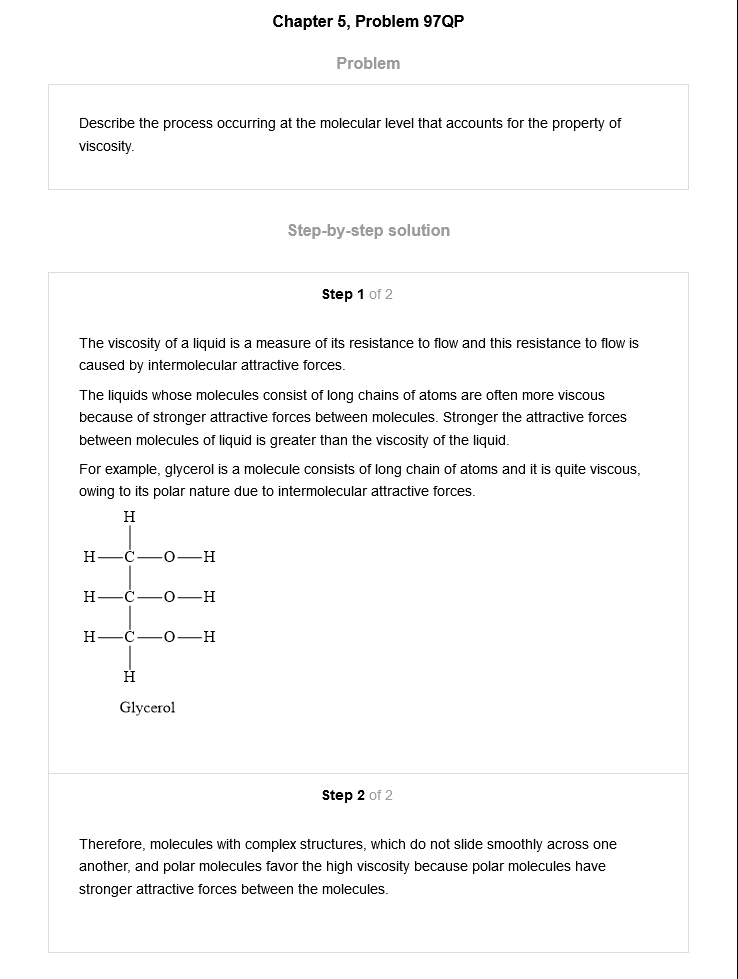 Chapter 5, Problem 97QP
Problem
Describe the process occurring at the molecular level that accounts for the property of
viscosity.
Step-by-step solution
Step 1 of 2
The viscosity of a liquid is a measure of its resistance to flow and this resistance to flow is
caused by intermolecular attractive forces.
The liquids whose molecules consist of long chains of atoms are often more viscous
because of stronger attractive forces between molecules. Stronger the attractive forces
between molecules of liquid is greater than the viscosity of the liquid.
For example, glycerol is a molecule consists of long chain of atoms and it is quite viscous,
owing to its polar nature due to intermolecular attractive forces.
H
H—C—O—H
H—C—O—H
H—C—O—H
H
Glycerol
Step 2 of 2
Therefore, molecules with complex structures, which do not slide smoothly across one
another, and polar molecules favor the high viscosity because polar molecules have
stronger attractive forces between the molecules.